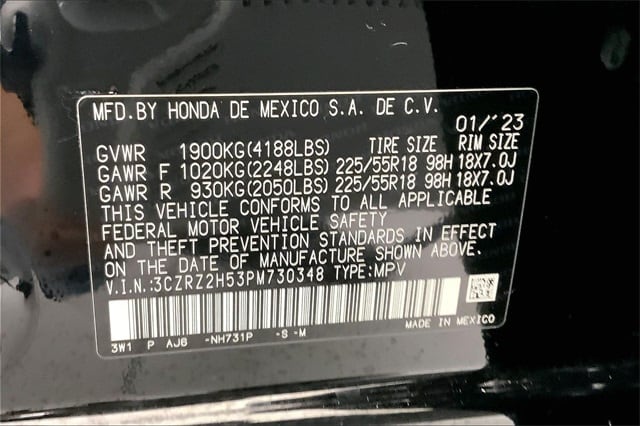 MFD. BY HONDA DE MEXICO S.A. DE C.V.
01/'23
GVWR 1900KG(4188LBS) TIRE SIZE RIM SIZE
GAWR F 1020KG(2248LBS) 225/55R18 98H 18X7.0J
GAWR R 930KG(2050LBS) 225/55R18 98H 18X7.0J
THIS VEHICLE CONFORMS TO ALL APPLICABLE
FEDERAL MOTOR VEHICLE SAFETY
AND THEFT PREVENTION STANDARDS IN EFFECT
ON THE DATE OF MANUFACTURE SHOWN ABOVE.
V.I.N.:3CZRZ2H53PM730348 TYPE:MPV
3W1 P AJ6 -NH731P -S -M MADE IN MEXICO